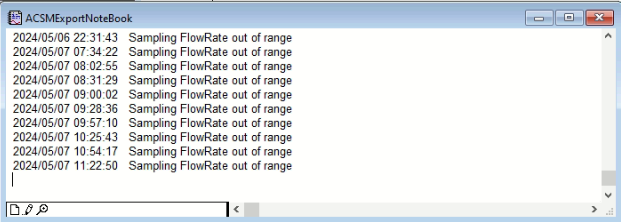 ACSMExportNoteBook
2024/05/06 22:31:43 Sampling FlowRate out of range
2024/05/07 07:34:22 Sampling FlowRate out of range
2024/05/07 08:02:55 Sampling FlowRate out of range
2024/05/07 08:31:29 Sampling FlowRate out of range
2024/05/07 09:00:02 Sampling FlowRate out of range
2024/05/07 09:28:36 Sampling FlowRate out of range
2024/05/07 09:57:10 Sampling FlowRate out of range
2024/05/07 10:25:43 Sampling FlowRate out of range
2024/05/07 10:54:17 Sampling FlowRate out of range
2024/05/07 11:22:50 Sampling FlowRate out of range